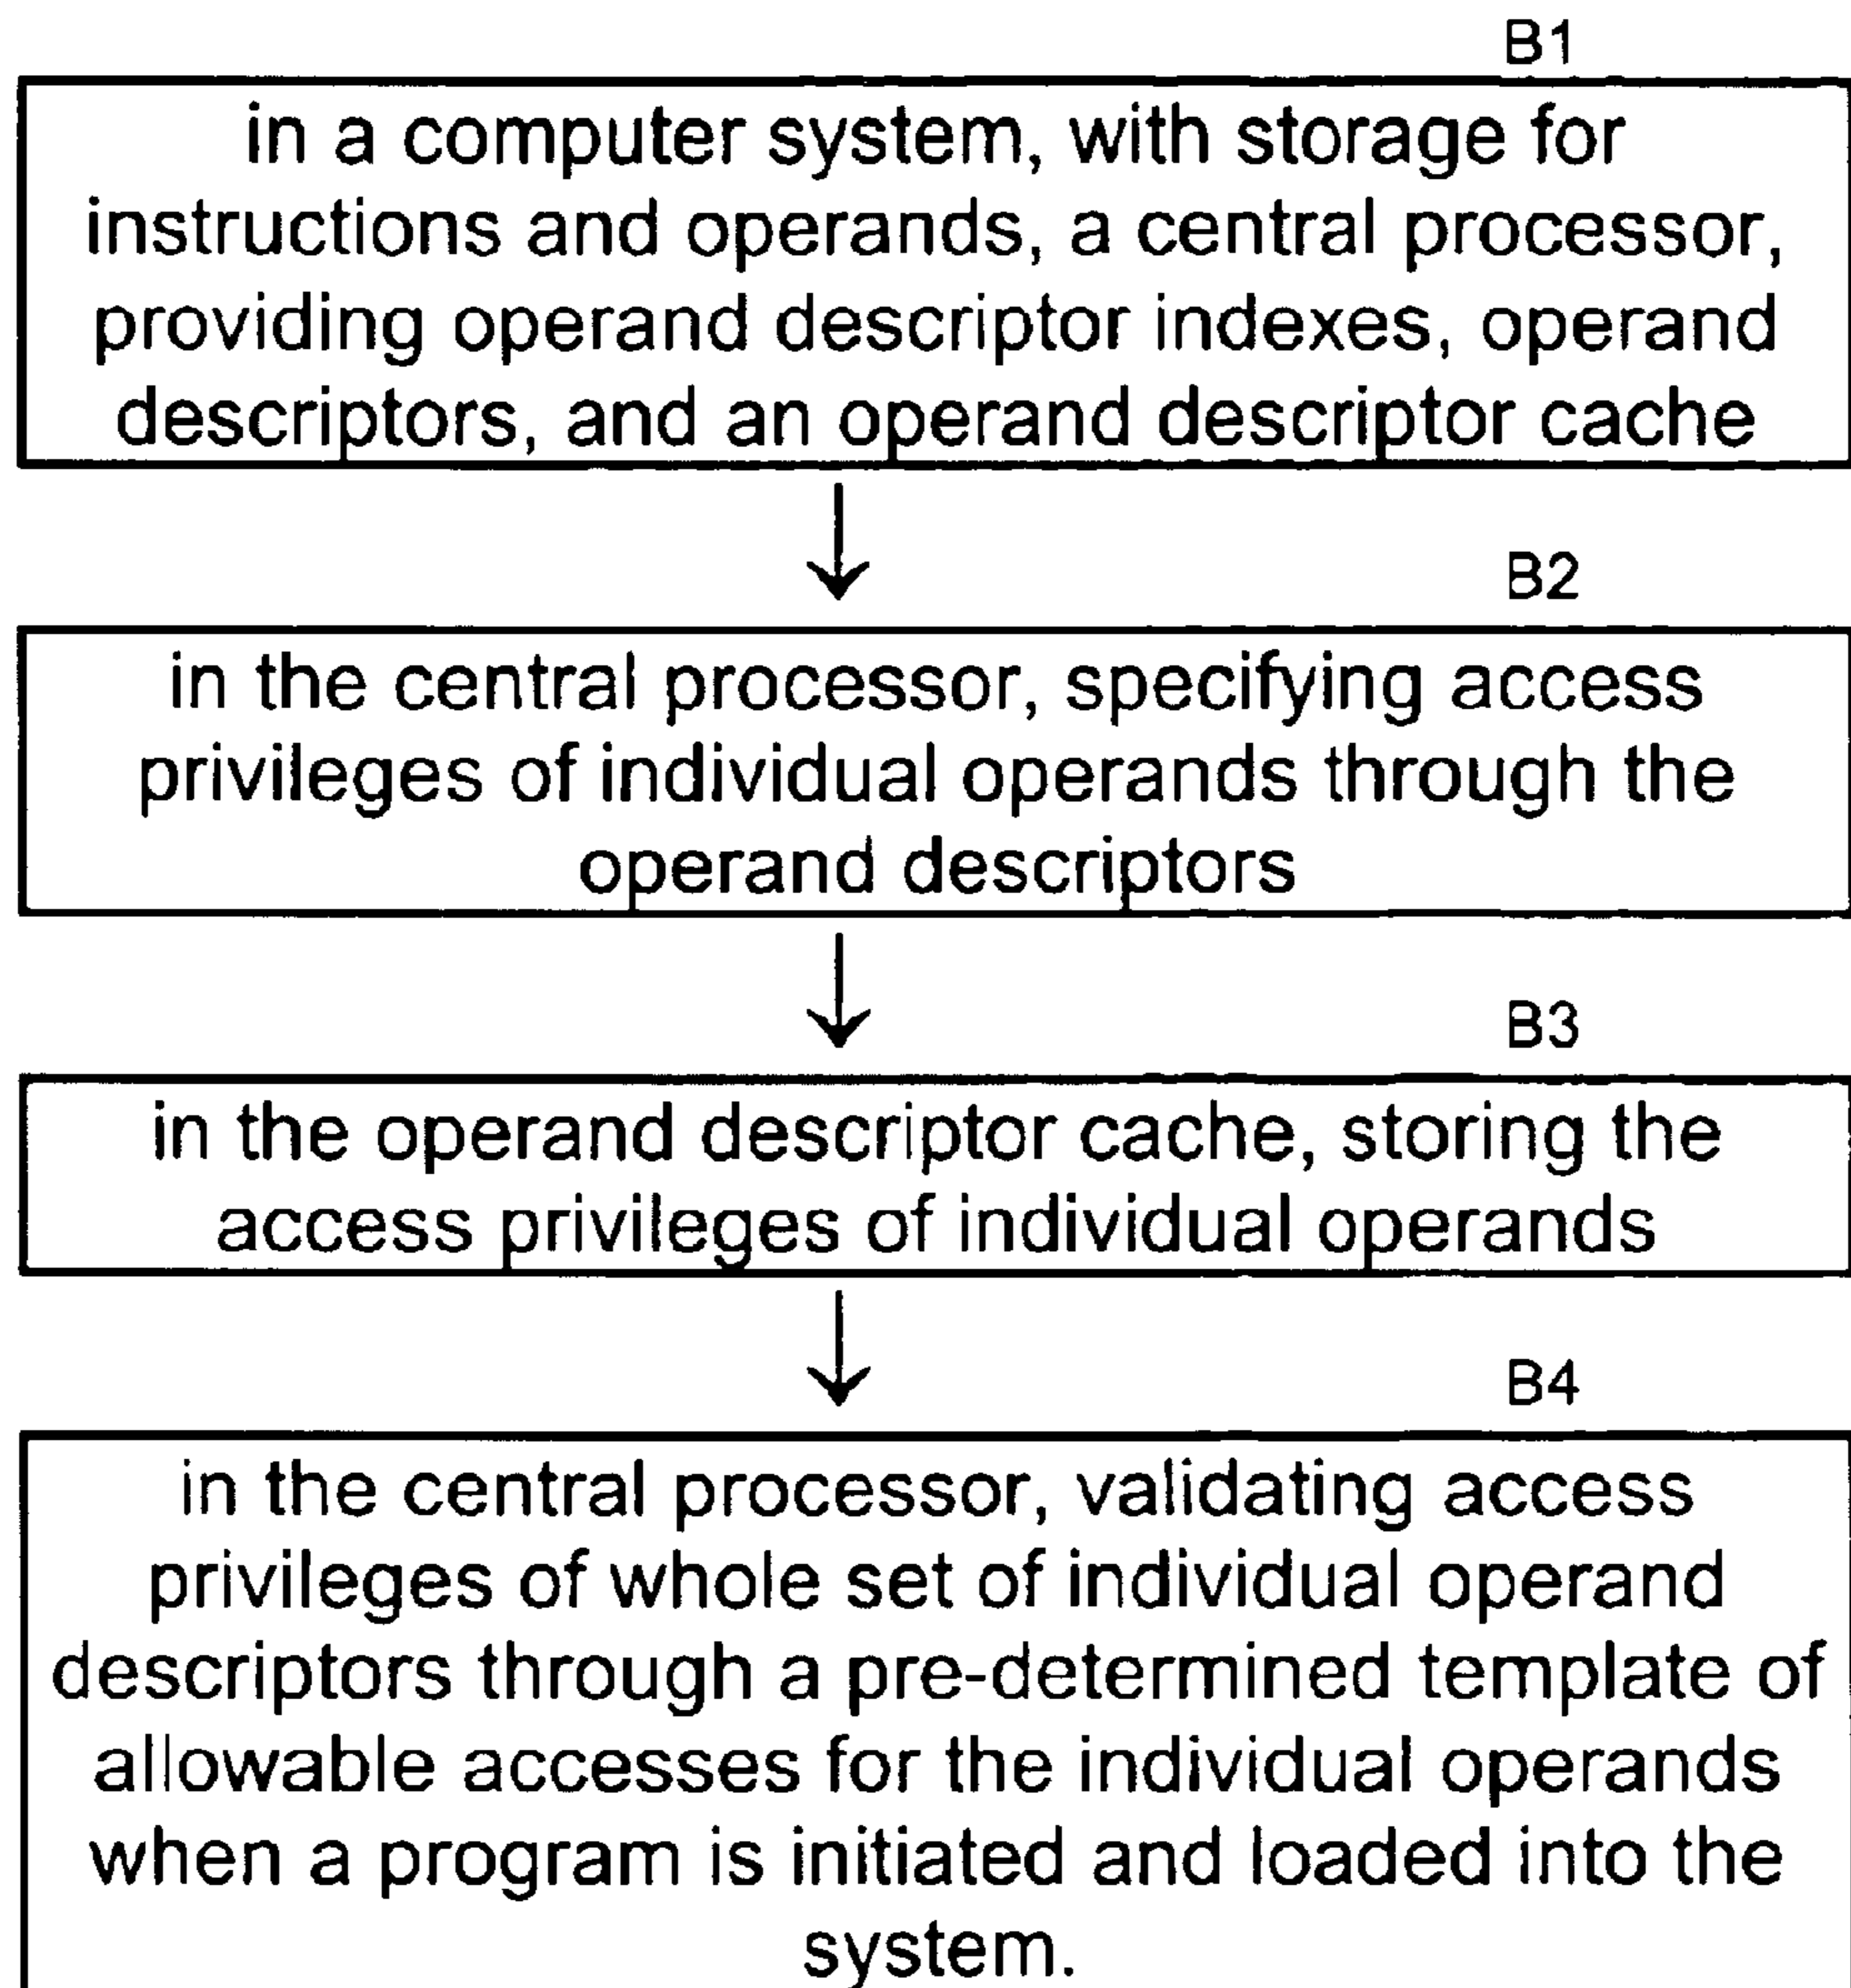 B1
in a computer system, with storage for
instructions and operands, a central processor,
providing operand descriptor indexes, operand
descriptors, and an operand descriptor cache
B2
in the central processor, specifying access
privileges of individual operands through the
operand descriptors
B3
in the operand descriptor cache, storing the
access privileges of individual operands
B4
in the central processor, validating access
privileges of whole set of individual operand
descriptors through a pre-determined template of
allowable accesses for the individual operands
when a program is initiated and loaded into the
system.